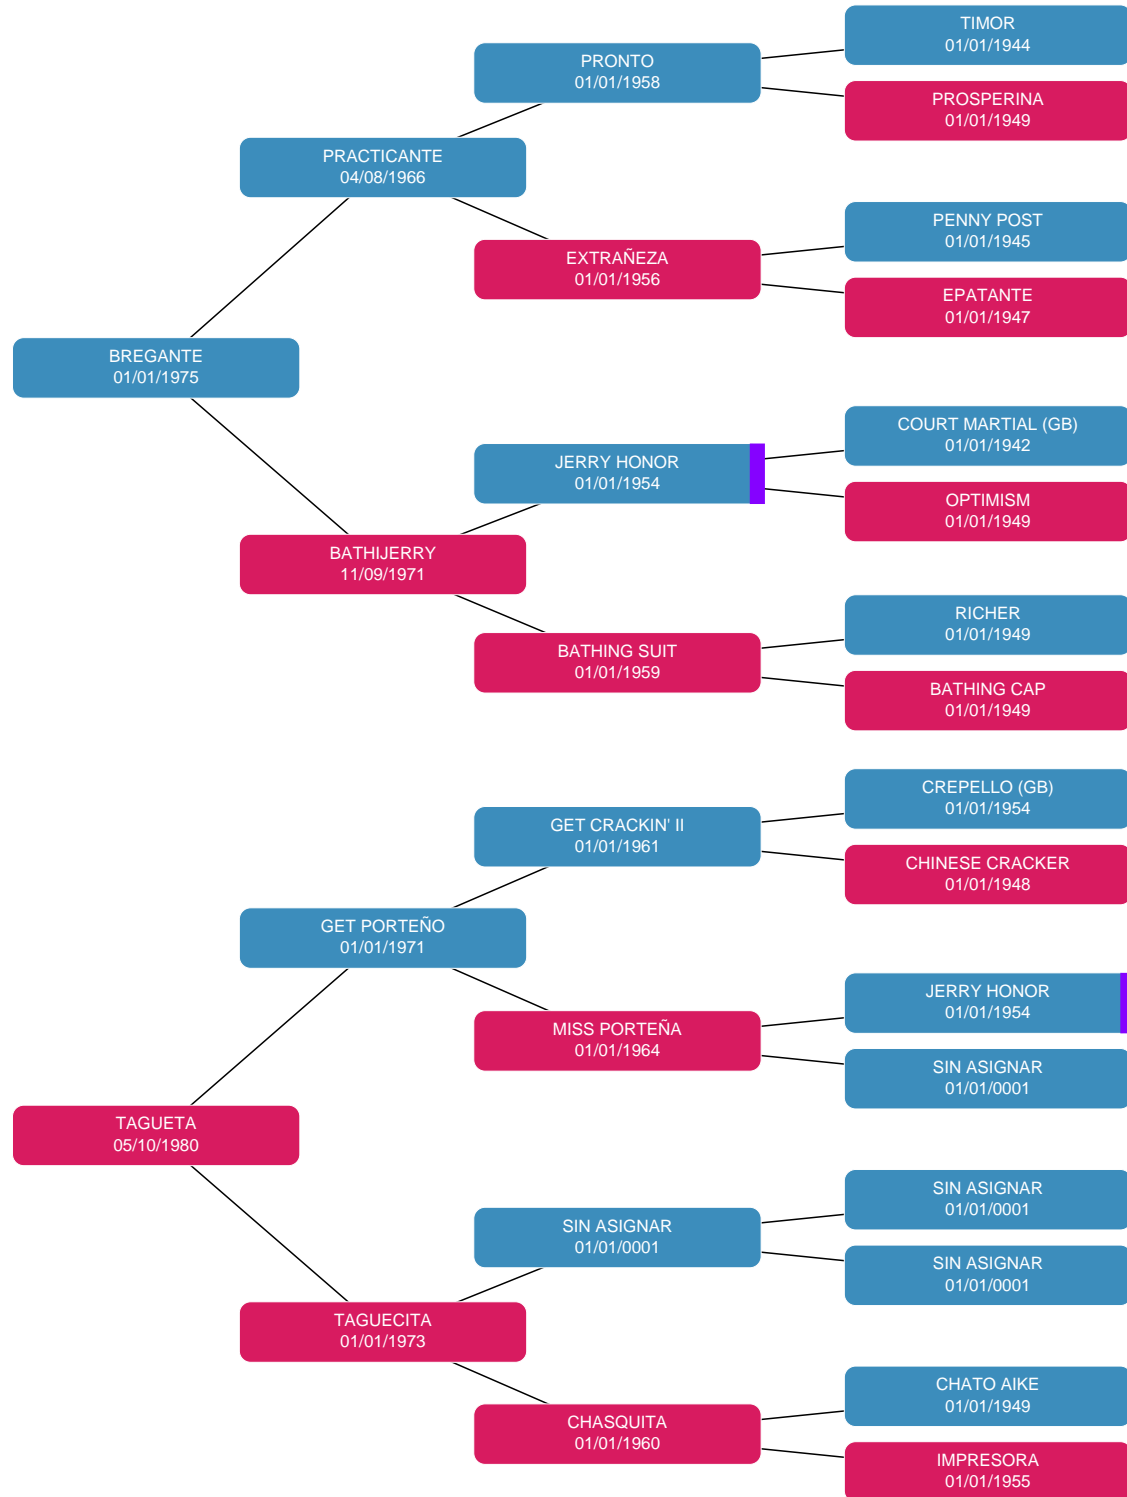 TIMOR
01/01/1944
PRONTO
01/01/1958
PROSPERINA
01/01/1949
PRACTICANTE
04/08/1966
PENNY POST
01/01/1945
EXTRAÑEZA
01/01/1956
EPATANTE
01/01/1947
BREGANTE
01/01/1975
COURT MARTIAL (GB)
01/01/1942
JERRY HONOR
01/01/1954
OPTIMISM
01/01/1949
BATHIJERRY
11/09/1971
RICHER
01/01/1949
BATHING SUIT
01/01/1959
BATHING CAP
01/01/1949
CREPELLO (GB)
01/01/1954
GET CRACKIN' II
01/01/1961
CHINESE CRACKER
01/01/1948
GET PORTEÑO
01/01/1971
JERRY HONOR
01/01/1954
MISS PORTEÑA
01/01/1964
SIN ASIGNAR
01/01/0001
TAGUETA
05/10/1980
SIN ASIGNAR
01/01/0001
SIN ASIGNAR
01/01/0001
SIN ASIGNAR
01/01/0001
TAGUECITA
01/01/1973
CHATO AIKE
01/01/1949
CHASQUITA
01/01/1960
IMPRESORA
01/01/1955